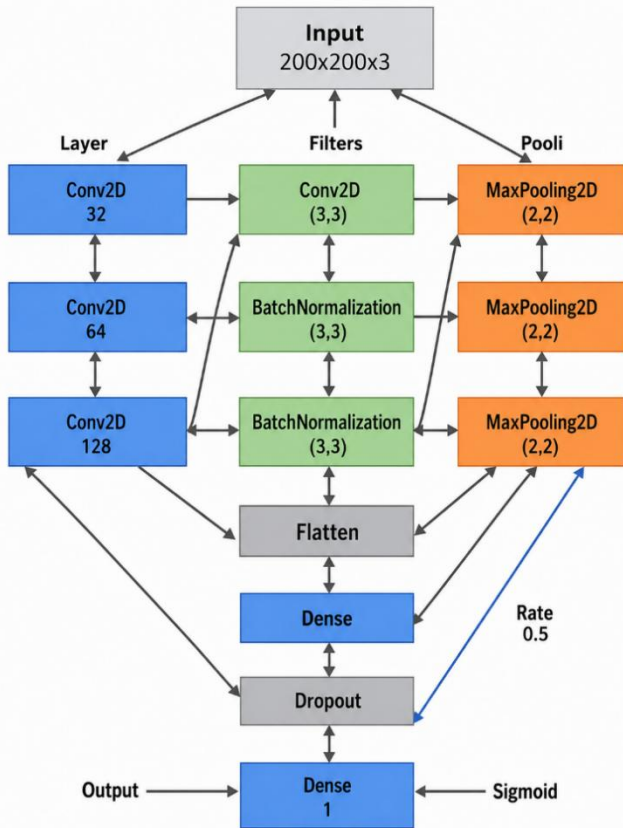 Input
200x200x3
Layer
Filters
Pooli
Conv2D
32
Conv2D
(3,3)
MaxPooling2D
(2,2)
Conv2D
64
BatchNormalization
(3,3)
MaxPooling2D
(2,2)
Conv2D
128
BatchNormalization
(3,3)
MaxPooling2D
(2,2)
Flatten
Dense
Rate
0.5
Dropout
Output
Dense
1
Sigmoid